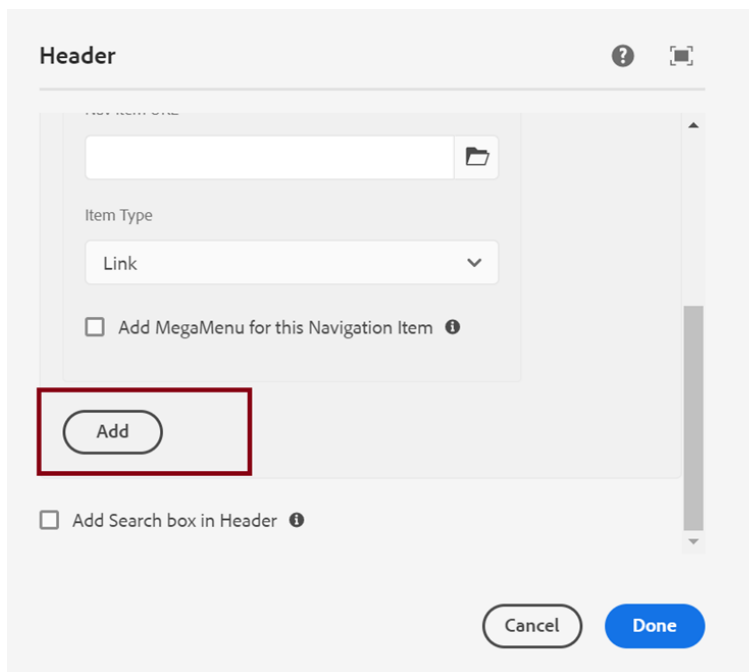 Header
Item Type
Link
Add MegaMenu for this Navigation Item
Add
Add Search box in Header
Cancel
Done